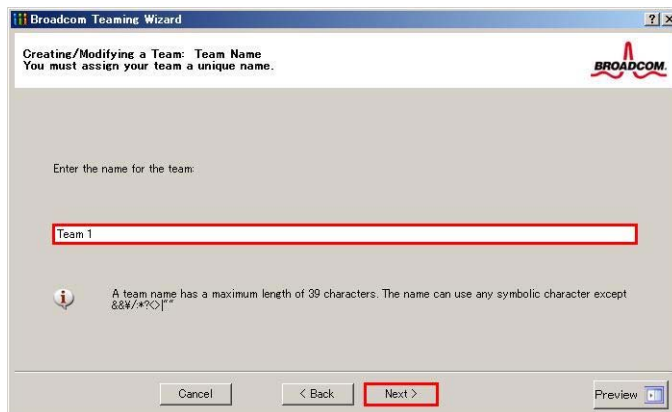 Broadcom Teaming Wizard
Creating/Modifying a Team: Team Name
You must assign your team a unique name.
BROADCOM.
Enter the name for the team:
Team 1
A team name has a maximum length of 39 characters. The name can use any symbolic character except
&&¥/:*?<>|""
Cancel
< Back
Next >
Preview